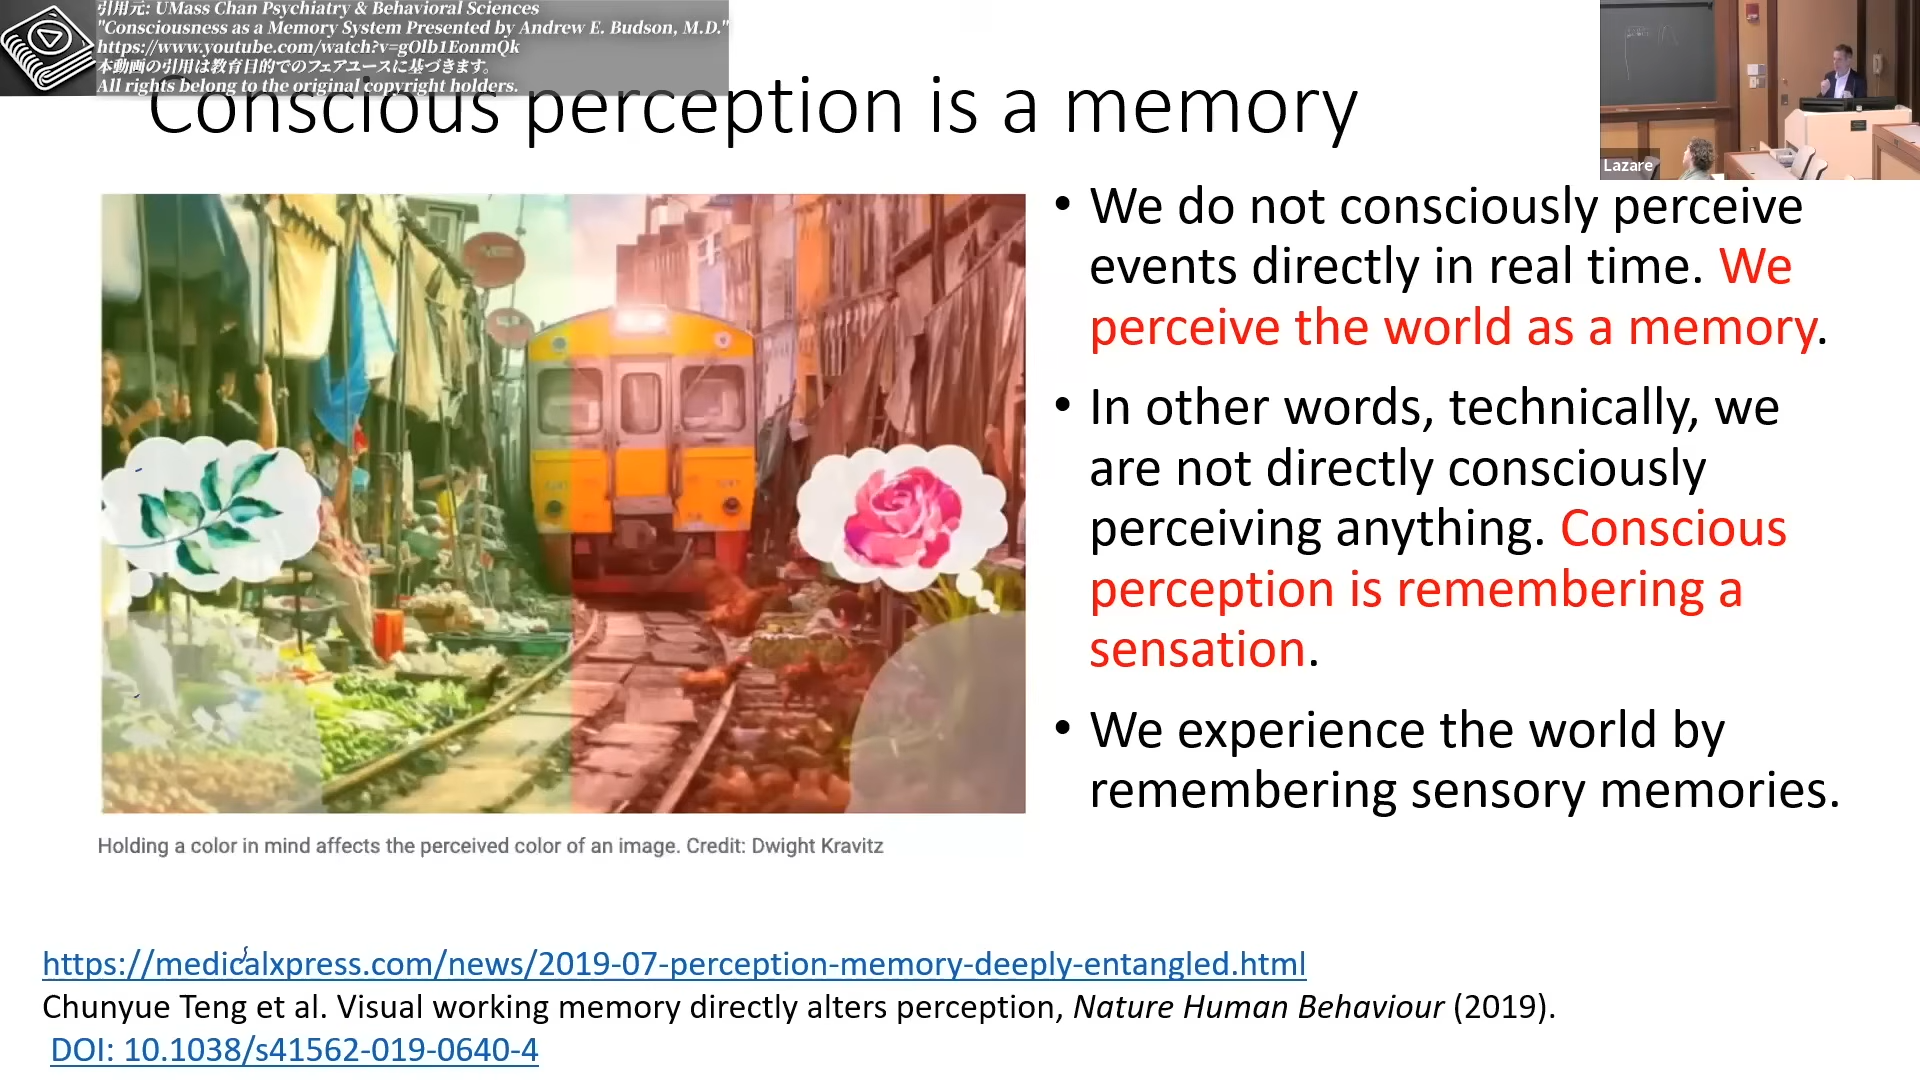 引用元: UMass Chan Psychiatry & Behavioral Sciences
"Consciousness as a Memory System Presented by Andrew E. Budson, M.D."
https://www.youtube.com/watch?v=gOlb1EonmQk
本動画の引用は教育目的でのフェアユースに基づきます。
All rights belong to the original copyright holders.
Conscious perception is a memory
Lazare
• We do not consciously perceive
events directly in real time. We
perceive the world as a memory.
• In other words, technically, we
are not directly consciously
perceiving anything. Conscious
perception is remembering a
sensation.
• We experience the world by
remembering sensory memories.
Holding a color in mind affects the perceived color of an image. Credit: Dwight Kravitz
https://medicalxpress.com/news/2019-07-perception-memory-deeply-entangled.html
Chunyue Teng et al. Visual working memory directly alters perception, Nature Human Behaviour (2019).
DOI: 10.1038/s41562-019-0640-4